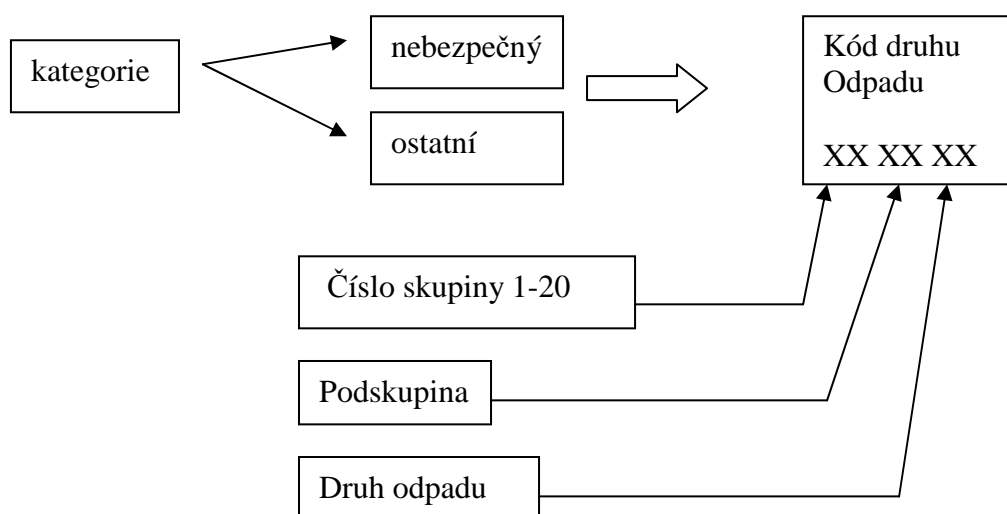 kategorie
nebezpečný
ostatní
Kód druhu
Odpadu
XX XX XX
Číslo skupiny 1-20
Podskupina
Druh odpadu